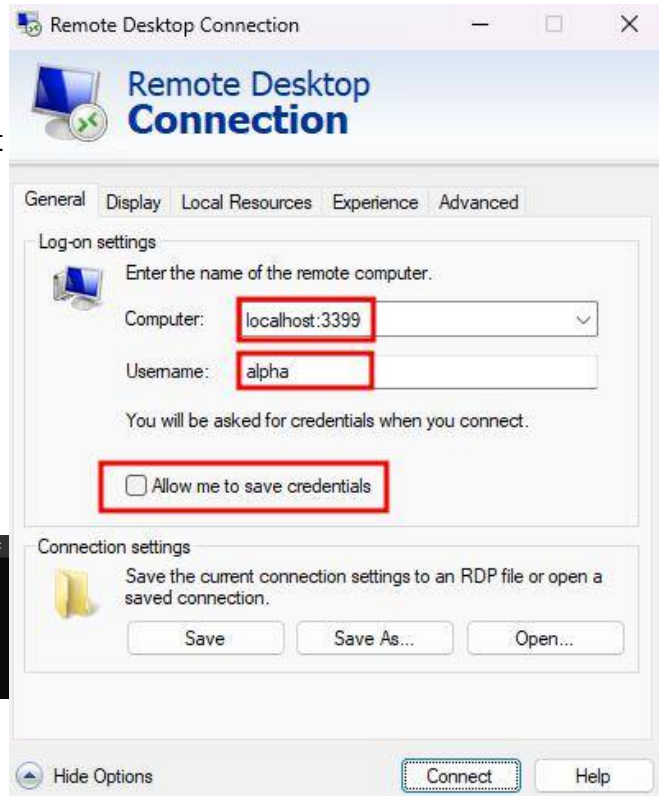 Remote Desktop Connection
Remote Desktop
Connection
General Display Local Resources Experience Advanced
Log-on settings
Enter the name of the remote computer.
Computer: localhost:3399
Username: alpha
You will be asked for credentials when you connect.
Allow me to save credentials
Connection settings
Save the current connection settings to an RDP file or open a
saved connection.
Save Save As... Open...
Hide Options Connect Help